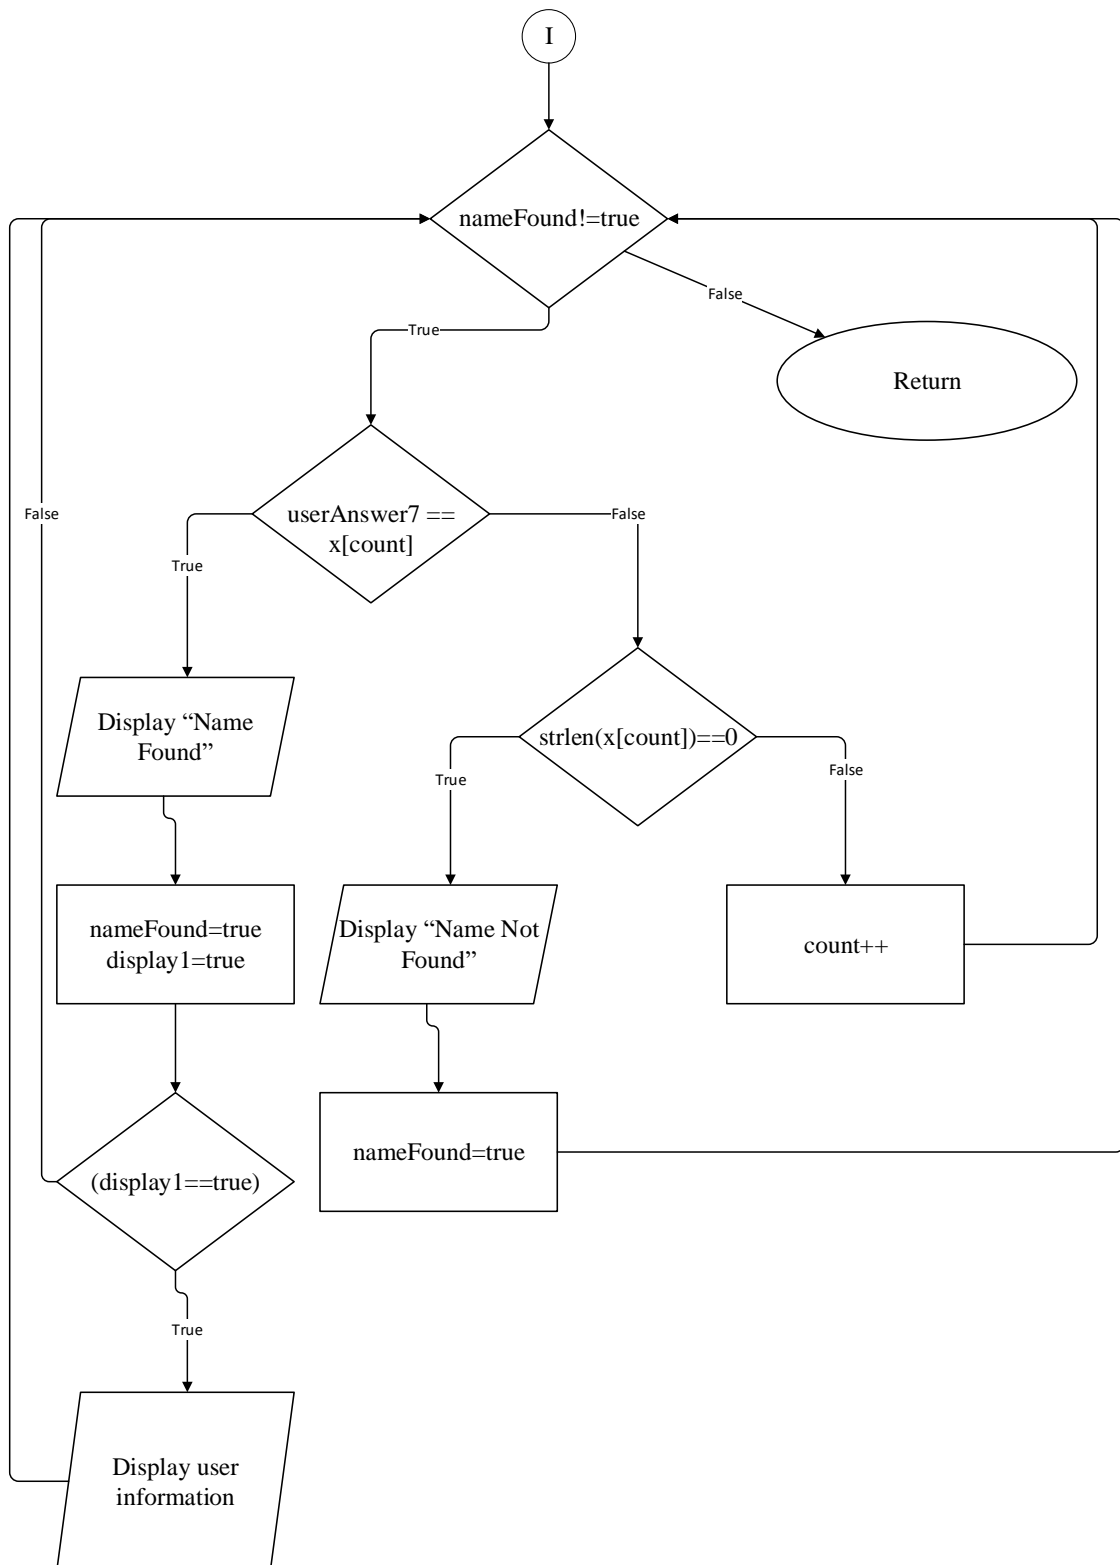 I
nameFound!=true
False
True
Return
userAnswer7 ==
x[count]
False
False
True
Display “Name
Found”
strlen(x[count])==0
True
False
nameFound=true
display1=true
Display “Name Not
Found”
count++
nameFound=true
(display1==true)
True
Display user
information